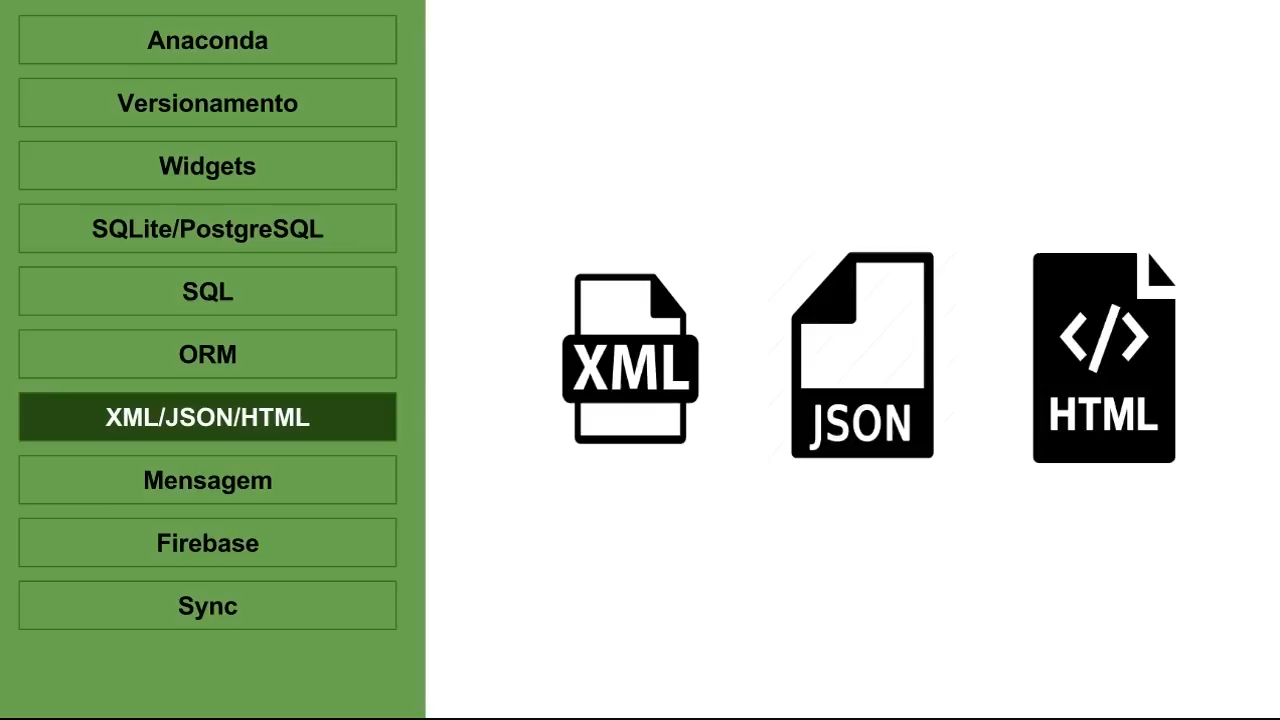 Anaconda
Versionamento
Widgets
SQLite/PostgreSQL
SQL
ORM
XML/JSON/HTML
Mensagem
Firebase
Sync
XML
JSON
</>
HTML